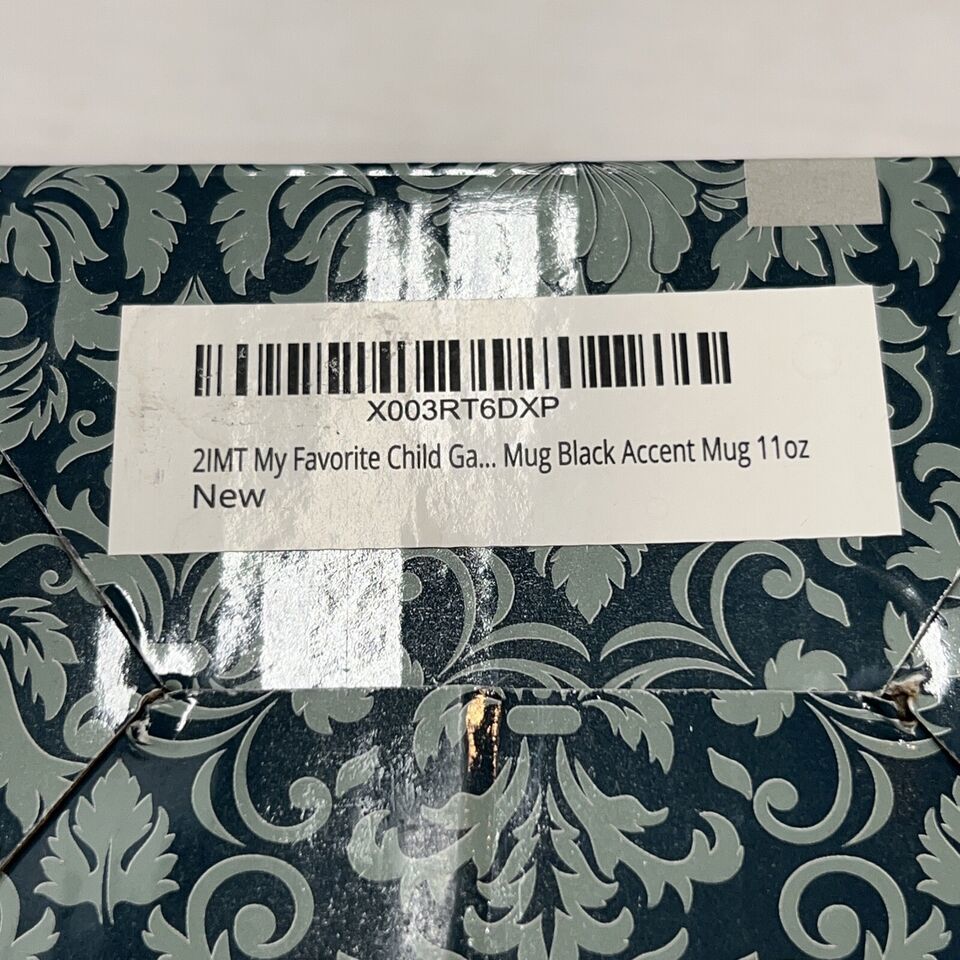 X003RT6DXP
2IMT My Favorite Child Ga... Mug Black Accent Mug 11oz
New